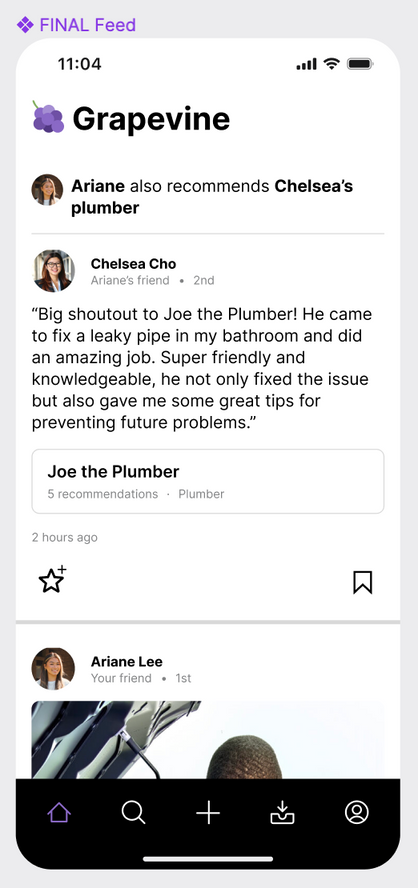 FINAL Feed
11:04
Grapevine
Ariane also recommends Chelsea’s
plumber
Chelsea Cho
Ariane’s friend • 2nd
“Big shoutout to Joe the Plumber! He came
to fix a leaky pipe in my bathroom and did
an amazing job. Super friendly and
knowledgeable, he not only fixed the issue
but also gave me some great tips for
preventing future problems.”
Joe the Plumber
5 recommendations · Plumber
2 hours ago
Ariane Lee
Your friend • 1st